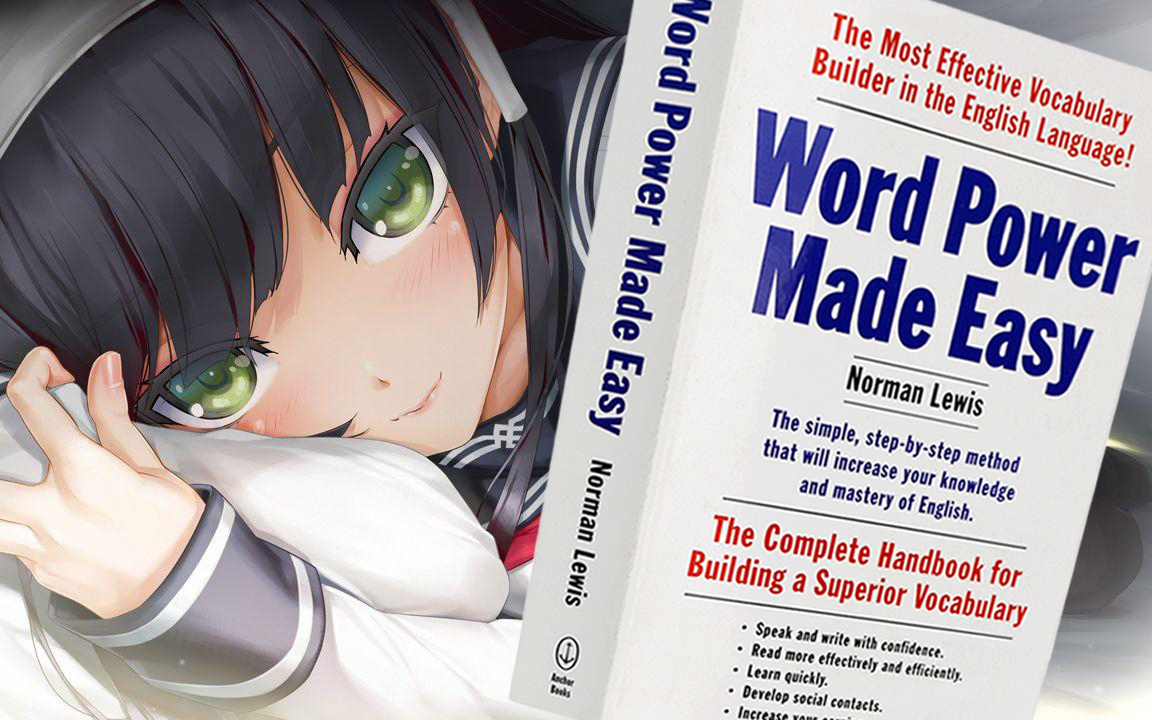 Word Power Made Easy Norman Lewis
Anchor
Books
The Most Effective Vocabulary
Builder in the English Language!
Word Power
Made Easy
Norman Lewis
The simple, step-by-step method
that will increase your knowledge
and mastery of English.
The Complete Handbook for
Building a Superior Vocabulary
• Speak and write with confidence.
• Read more effectively and efficiently.
• Learn quickly.
• Develop social contacts.
• Increase your